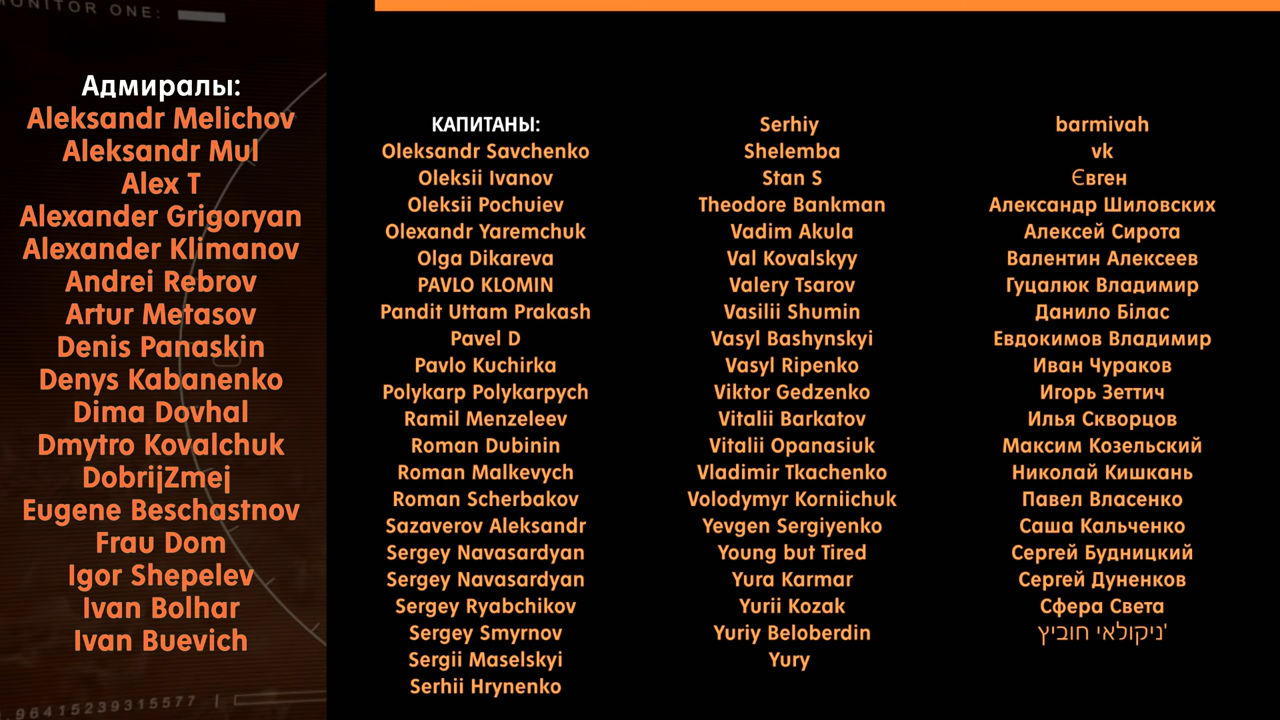 MONITOR ONE:
Адмиралы:
Aleksandr Melichov
Aleksandr Mul
Alex T
Alexander Grigoryan
Alexander Klimanov
Andrei Rebrov
Artur Metasov
Denis Panaskin
Denys Kabanenko
Dima Dovhal
Dmytro Kovalchuk
DobrijZmej
Eugene Beschastnov
Frau Dom
Igor Shepelev
Ivan Bolhar
Ivan Buevich
.96415239315577
КАПИТАНЫ:
Oleksandr Savchenko
Oleksii Ivanov
Oleksii Pochuiev
Olexandr Yaremchuk
Olga Dikareva
PAVLO KLOMIN
Pandit Uttam Prakash
Pavel D
Pavlo Kuchirka
Polykarp Polykarpych
Ramil Menzeleev
Roman Dubinin
Roman Malkevych
Roman Scherbakov
Sazaverov Aleksandr
Sergey Navasardyan
Sergey Navasardyan
Sergey Ryabchikov
Sergey Smyrnov
Sergii Maselskyi
Serhii Hrynenko
Serhiy
Shelemba
Stan S
Theodore Bankman
Vadim Akula
Val Kovalskyy
Valery Tsarov
Vasilii Shumin
Vasyl Bashynskyi
Vasyl Ripenko
Viktor Gedzenko
Vitalii Barkatov
Vitalii Opanasiuk
Vladimir Tkachenko
Volodymyr Korniichuk
Yevgen Sergiyenko
Young but Tired
Yura Karmar
Yurii Kozak
Yuriy Beloberdin
Yury
barmivah
vk
Євген
Александр Шиловских
Алексей Сирота
Валентин Алексеев
Гуцалюк Владимир
Данило Білас
Евдокимов Владимир
Иван Чураков
Игорь Зеттич
Илья Скворцов
Максим Козельский
Николай Кишкань
Павел Власенко
Саша Кальченко
Сергей Будницкий
Сергей Дуненков
Сфера Света
ניקולאי חוביץ'